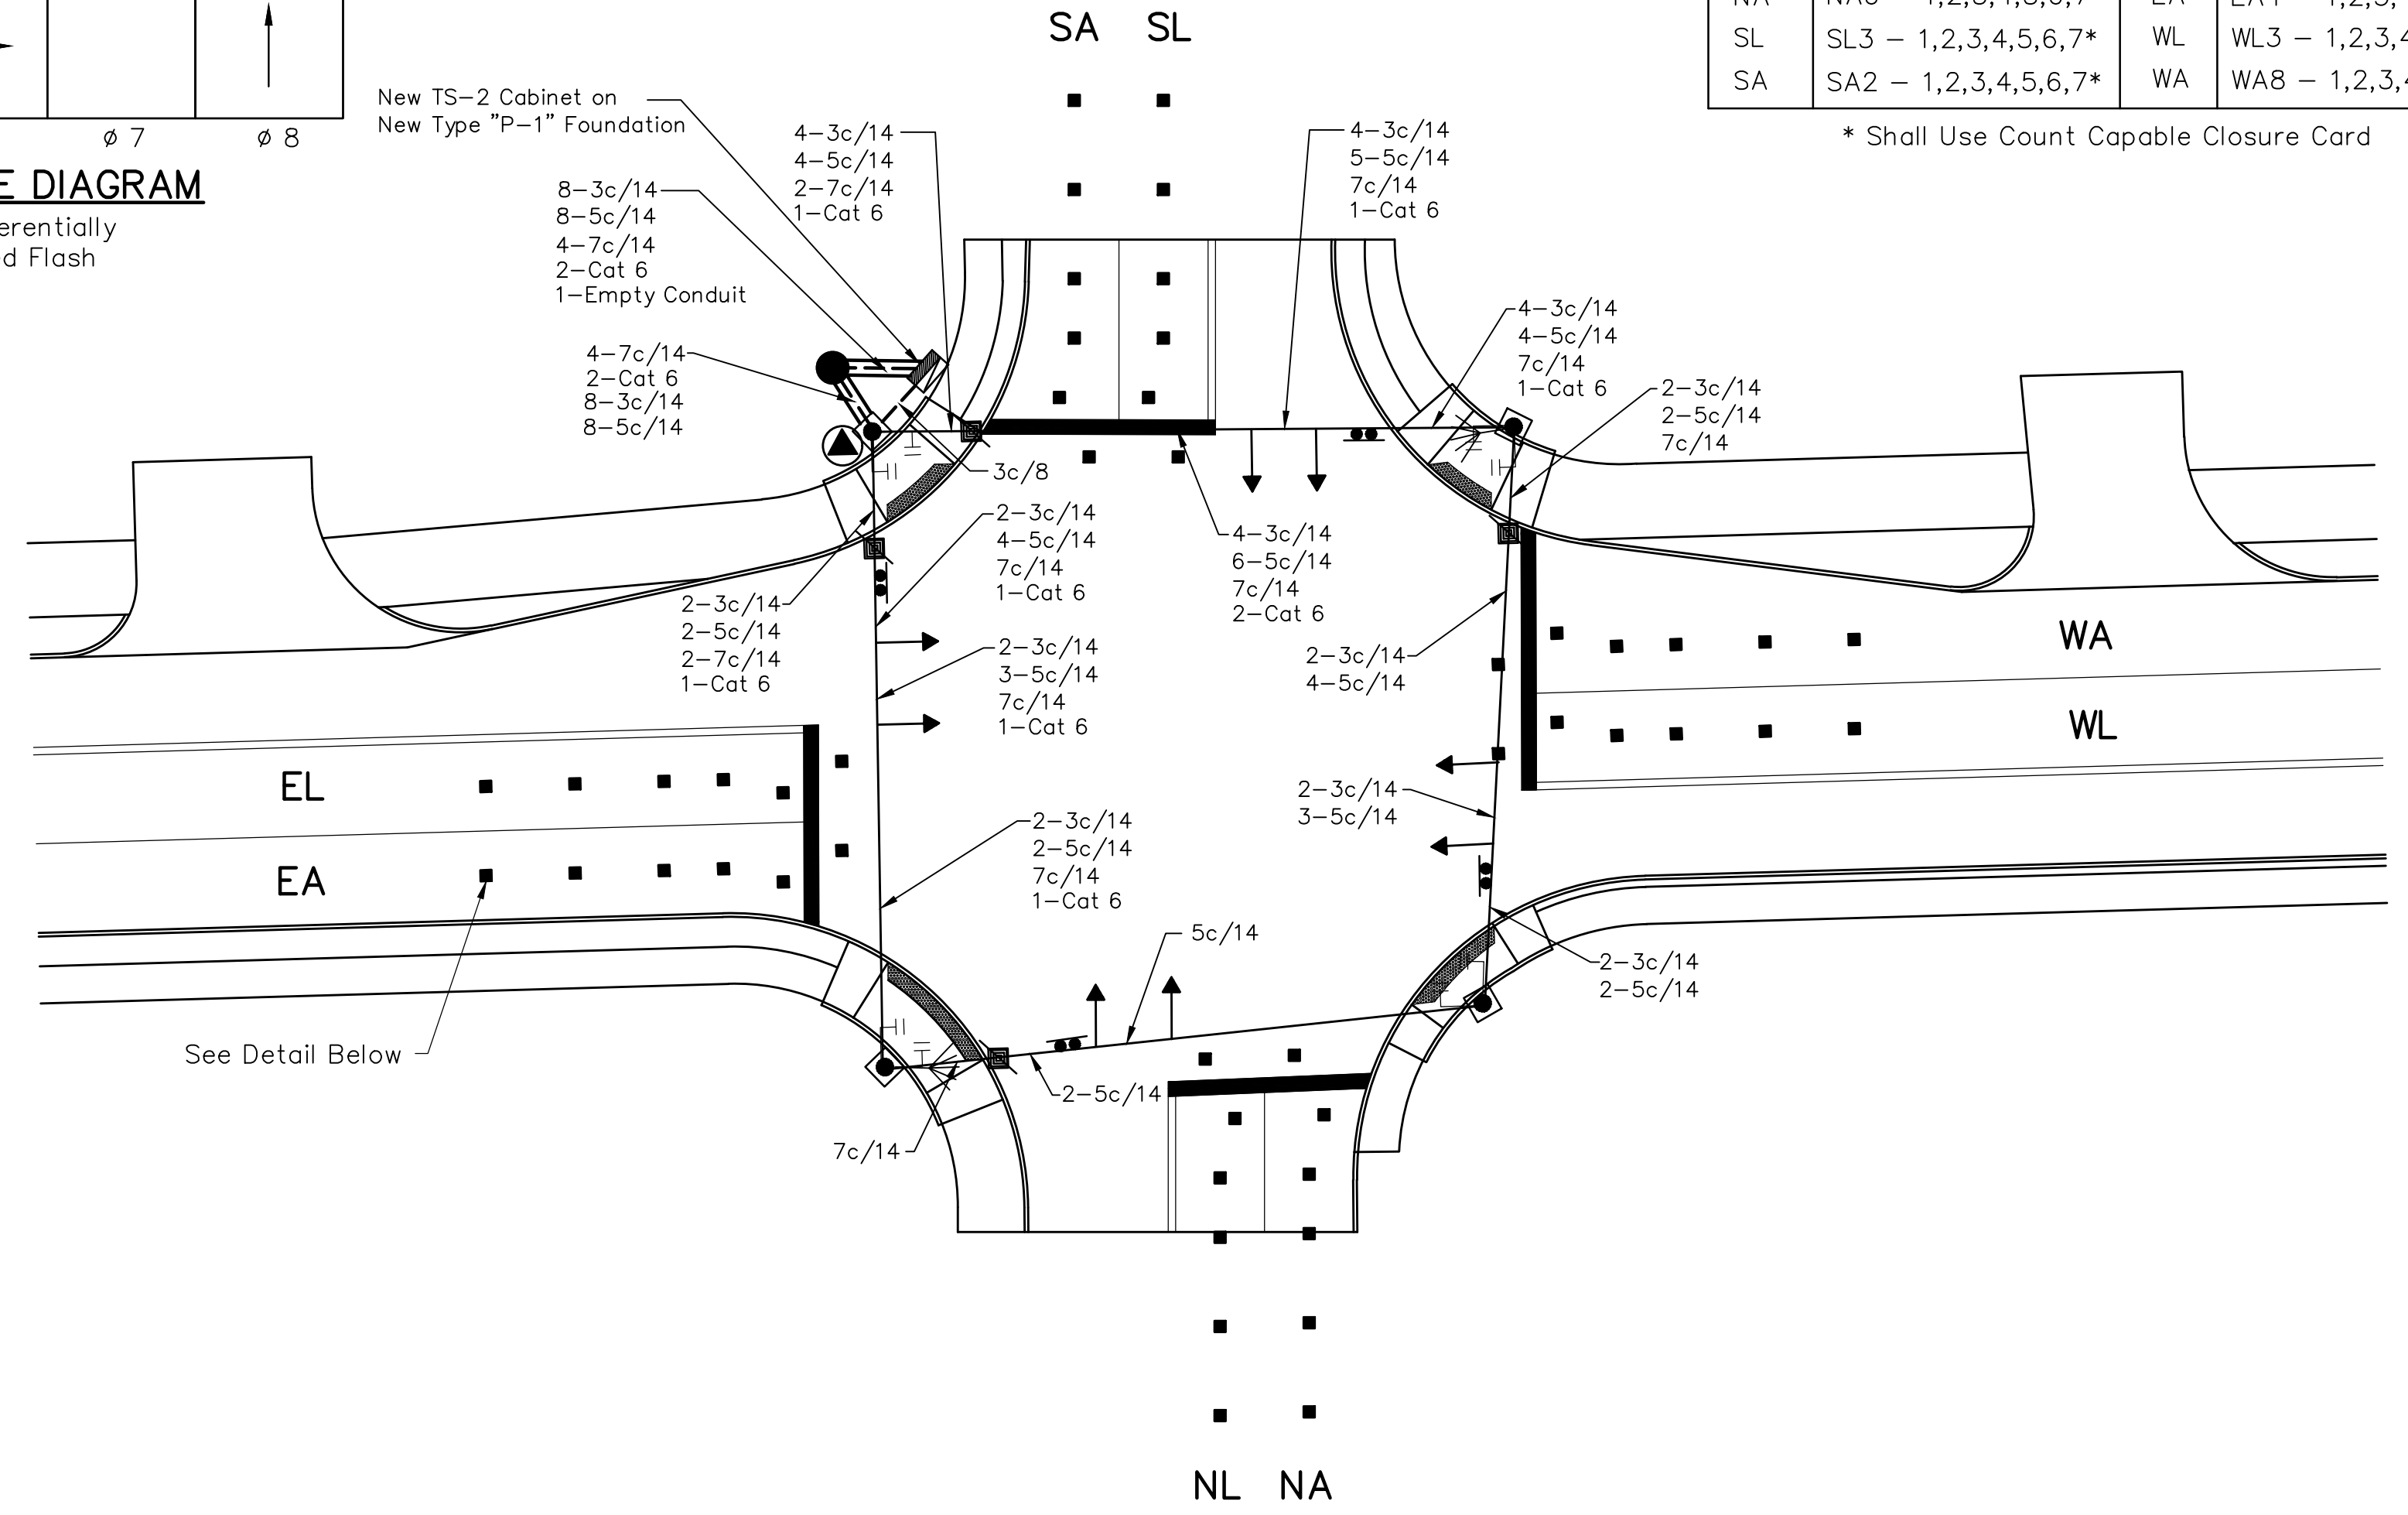 SA SL
SL
SL3 – 1,2,3,4,5,6,7*
WL
WL3 – 1,2,3,4
SA
SA2 – 1,2,3,4,5,6,7*
WA
WA8 – 1,2,3,4
* Shall Use Count Capable Closure Card
ø 7
ø 8
E DIAGRAM
erentially
d Flash
New TS–2 Cabinet on
New Type "P–1" Foundation
8–3c/14
8–5c/14
4–7c/14
2–Cat 6
1–Empty Conduit
4–3c/14
4–5c/14
2–7c/14
1–Cat 6
4–3c/14
5–5c/14
7c/14
1–Cat 6
4–7c/14
2–Cat 6
8–3c/14
8–5c/14
4–3c/14
4–5c/14
7c/14
1–Cat 6
2–3c/14
2–5c/14
7c/14
3c/8
2–3c/14
4–5c/14
7c/14
1–Cat 6
4–3c/14
6–5c/14
7c/14
2–Cat 6
2–3c/14
2–5c/14
2–7c/14
1–Cat 6
2–3c/14
3–5c/14
7c/14
1–Cat 6
2–3c/14
4–5c/14
WA
WL
EL
EA
2–3c/14
3–5c/14
2–3c/14
2–5c/14
7c/14
1–Cat 6
5c/14
2–3c/14
2–5c/14
See Detail Below
2–5c/14
7c/14
NL NA